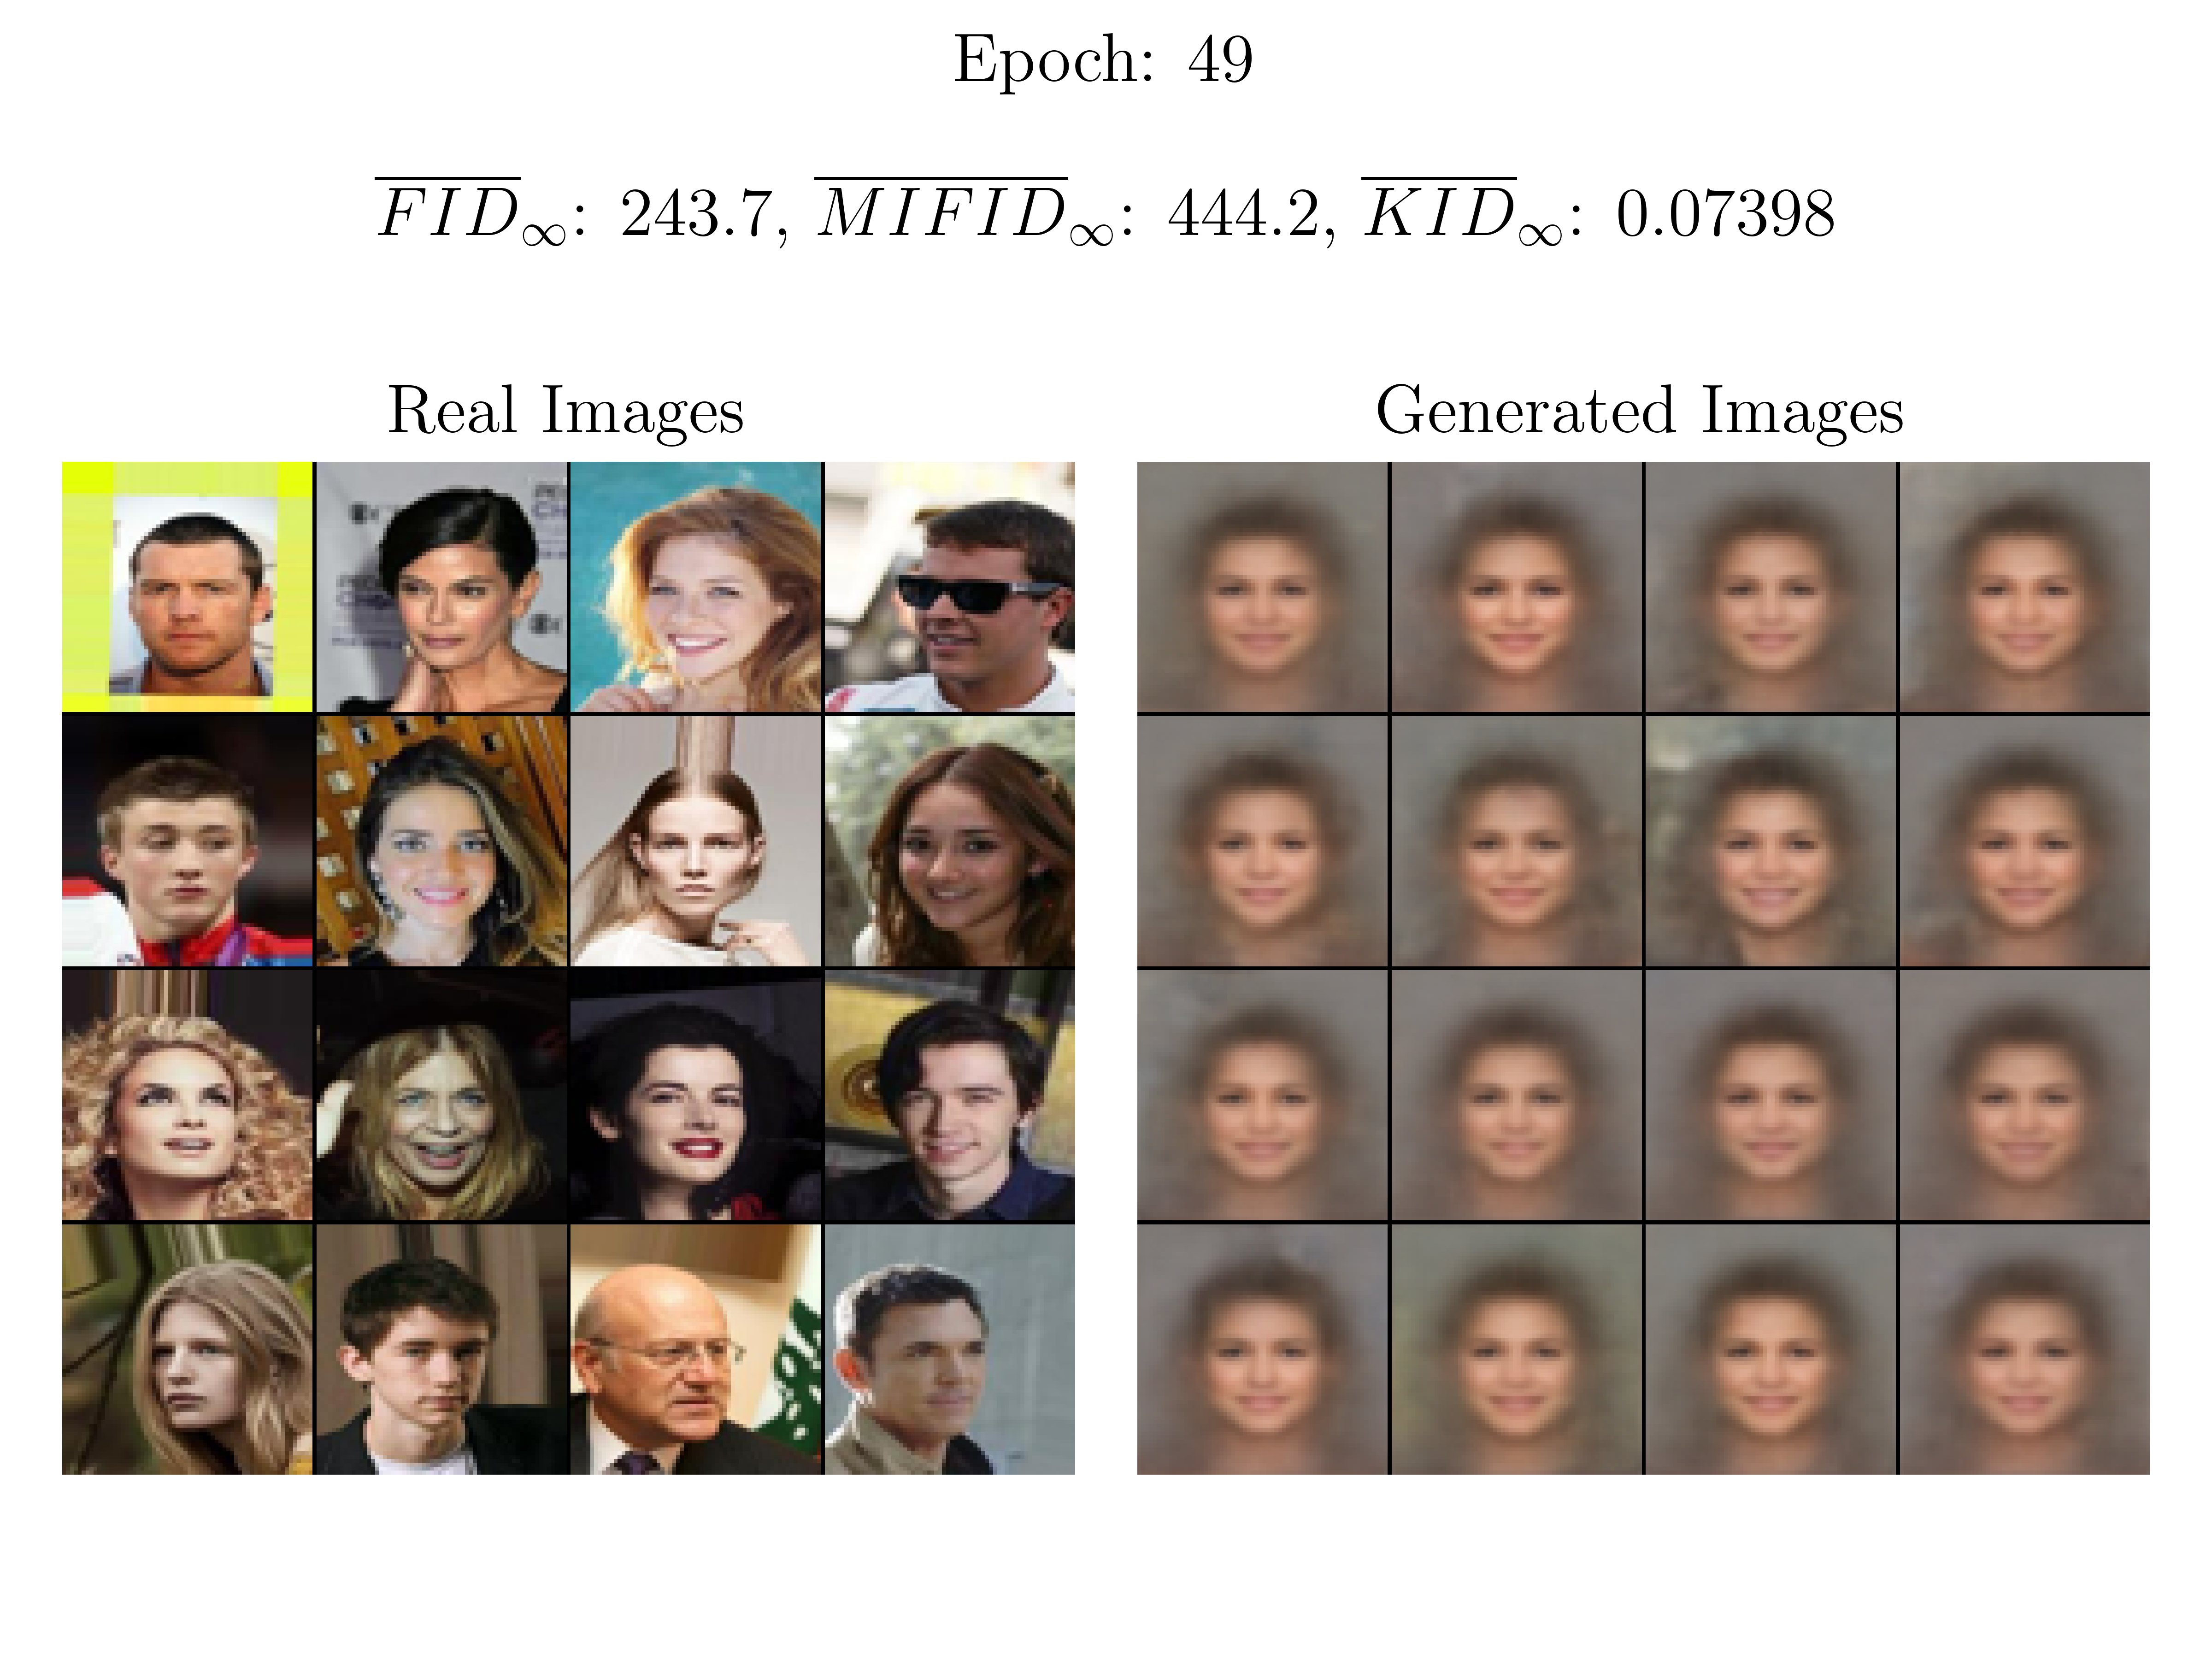 Epoch: 49
FID∞: 243.7, MIFID∞: 444.2, KID∞: 0.07398
Real Images
Generated Images